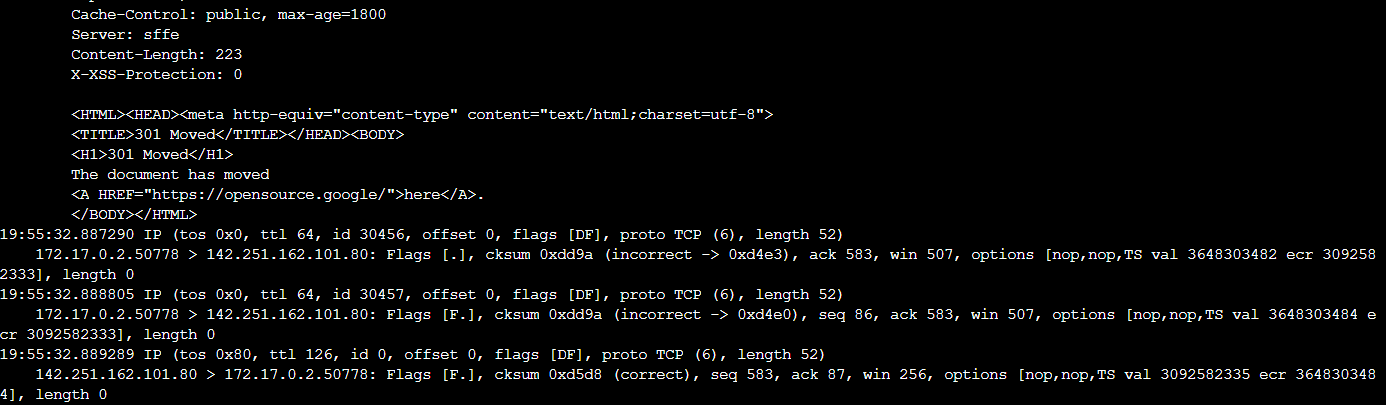 Cache-Control: public, max-age=1800
Server: sffe
Content-Length: 223
X-XSS-Protection: 0
<HTML><HEAD><meta http-equiv="content-type" content="text/html;charset=utf-8">
<TITLE>301 Moved</TITLE></HEAD><BODY>
<H1>301 Moved</H1>
The document has moved
<A HREF="https://opensource.google/">here</A>.
</BODY></HTML>
19:55:32.887290 IP (tos 0x0, ttl 64, id 30456, offset 0, flags [DF], proto TCP (6), length 52)
172.17.0.2.50778 > 142.251.162.101.80: Flags [.], cksum 0xdd9a (incorrect -> 0xd4e3), ack 583, win 507, options [nop,nop,TS val 3648303482 ecr 309258
2333], length 0
19:55:32.888805 IP (tos 0x0, ttl 64, id 30457, offset 0, flags [DF], proto TCP (6), length 52)
172.17.0.2.50778 > 142.251.162.101.80: Flags [F.], cksum 0xdd9a (incorrect -> 0xd4e0), seq 86, ack 583, win 507, options [nop,nop,TS val 3648303484 e
cr 3092582333], length 0
19:55:32.889289 IP (tos 0x80, ttl 126, id 0, offset 0, flags [DF], proto TCP (6), length 52)
142.251.162.101.80 > 172.17.0.2.50778: Flags [F.], cksum 0xd5d8 (correct), seq 583, ack 87, win 256, options [nop,nop,TS val 3092582335 ecr 364830348
4], length 0